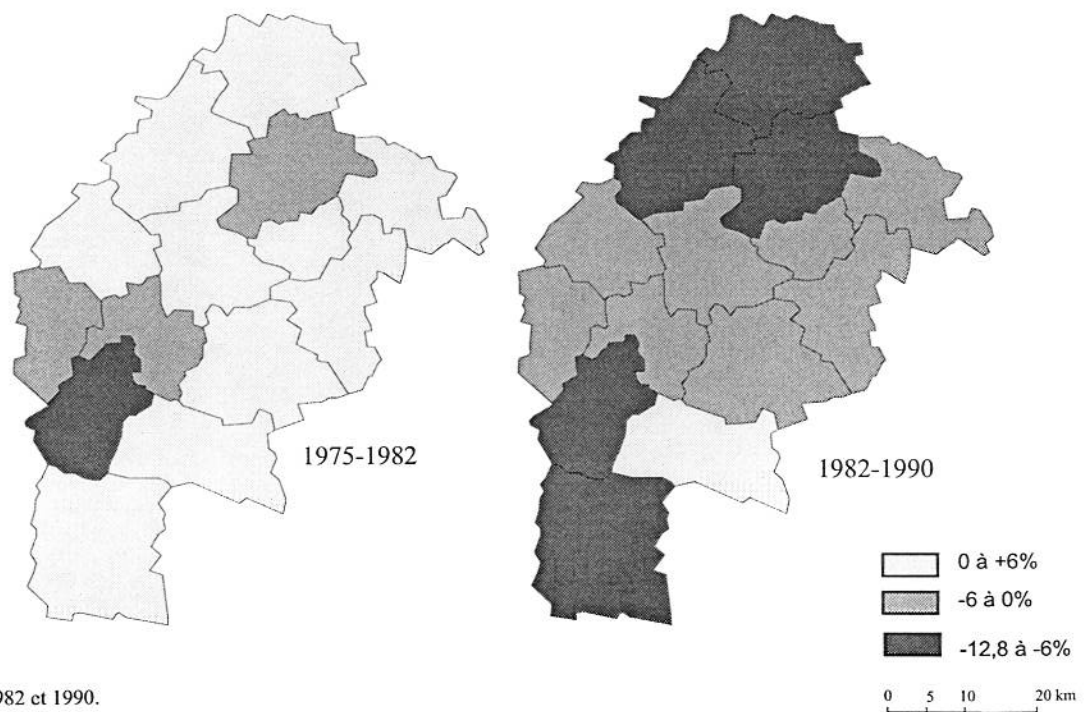 1975-1982
1982-1990
0 à +6%
-6 à 0%
-12,8 à -6%
982 et 1990.
0 5 10 20 km